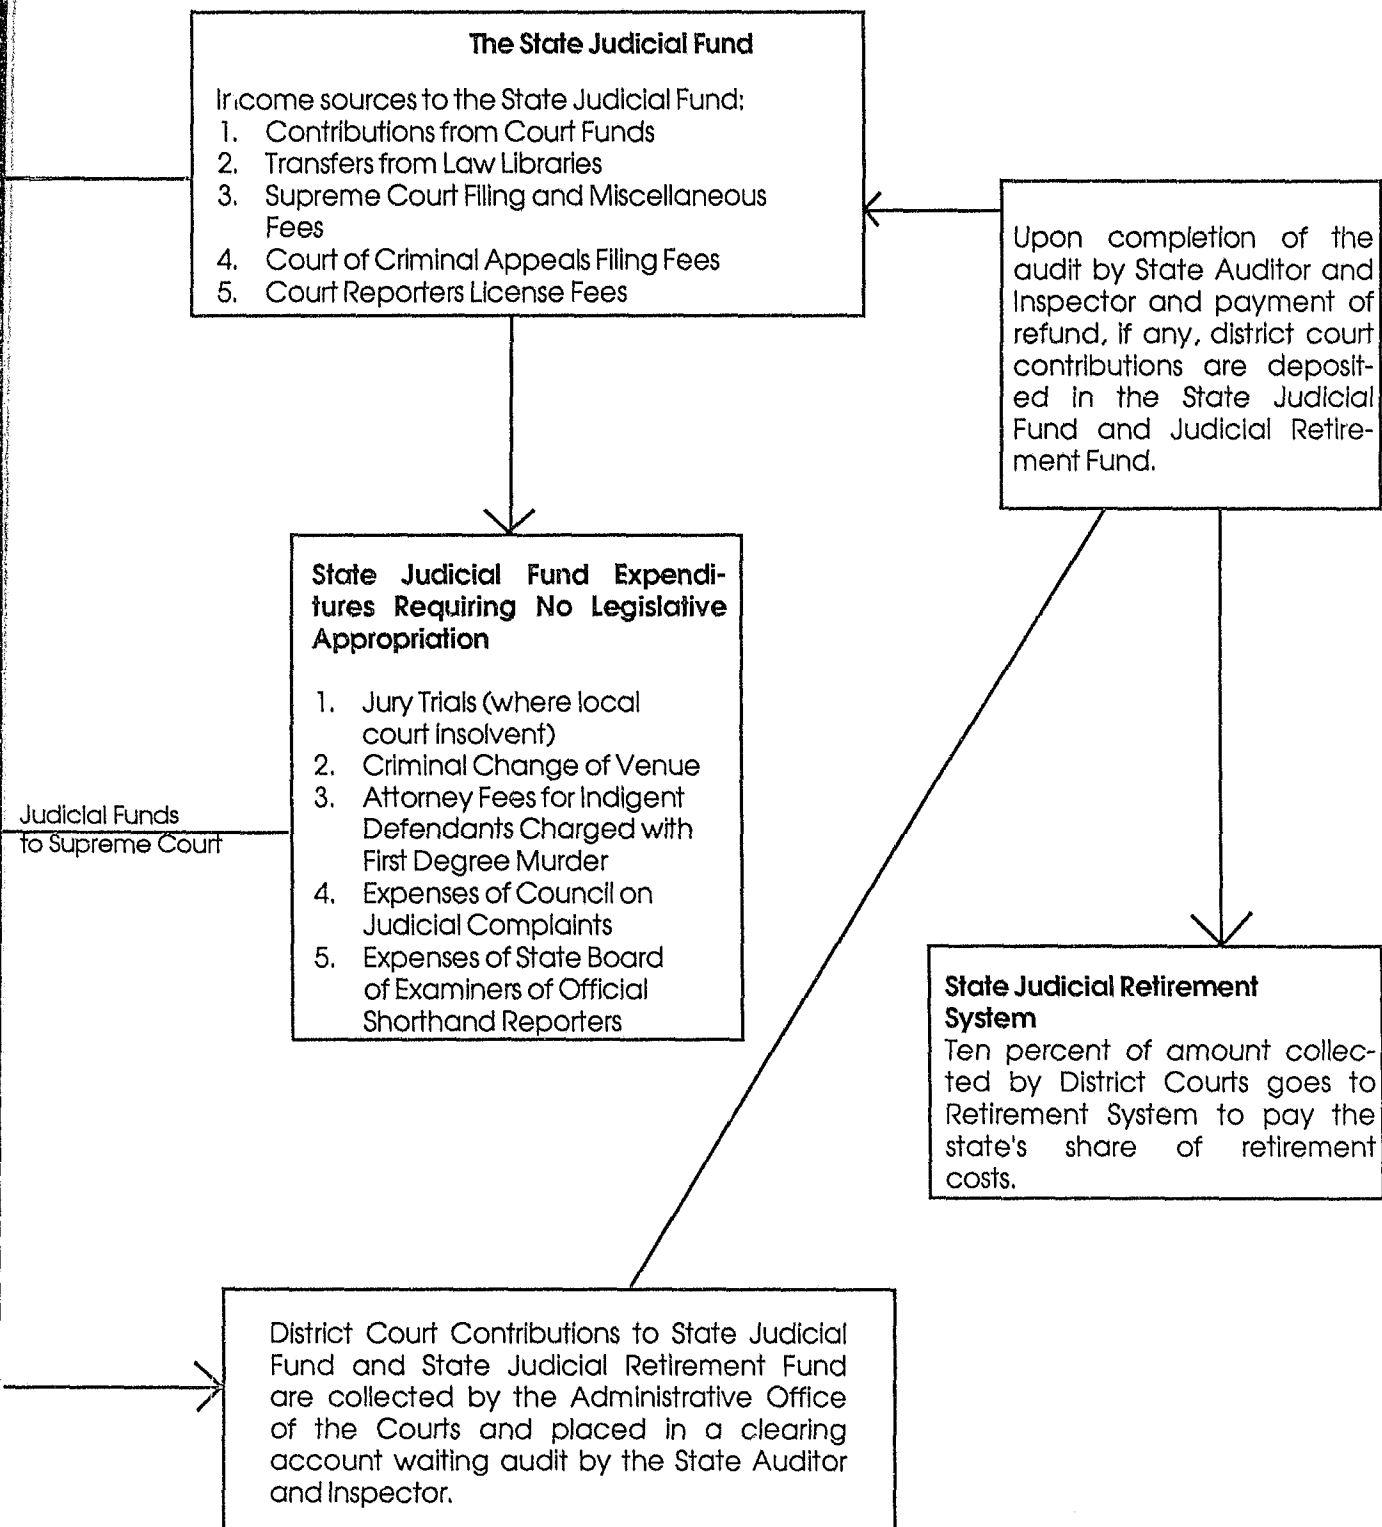 The State Judicial Fund
Income sources to the State Judicial Fund:
1. Contributions from Court Funds
2. Transfers from Law Libraries
3. Supreme Court Filing and Miscellaneous
Fees
4. Court of Criminal Appeals Filing Fees
5. Court Reporters License Fees
Upon completion of the
audit by State Auditor and
Inspector and payment of
refund, if any, district court
contributions are deposit-
ed in the State Judicial
Fund and Judicial Retire-
ment Fund.
State Judicial Fund Expendi-
tures Requiring No Legislative
Appropriation
1. Jury Trials (where local
court insolvent)
2. Criminal Change of Venue
3. Attorney Fees for Indigent
Defendants Charged with
First Degree Murder
4. Expenses of Council on
Judicial Complaints
5. Expenses of State Board
of Examiners of Official
Shorthand Reporters
Judicial Funds
to Supreme Court
State Judicial Retirement
System
Ten percent of amount collec-
ted by District Courts goes to
Retirement System to pay the
state's share of retirement
costs.
District Court Contributions to State Judicial
Fund and State Judicial Retirement Fund
are collected by the Administrative Office
of the Courts and placed in a clearing
account waiting audit by the State Auditor
and Inspector.